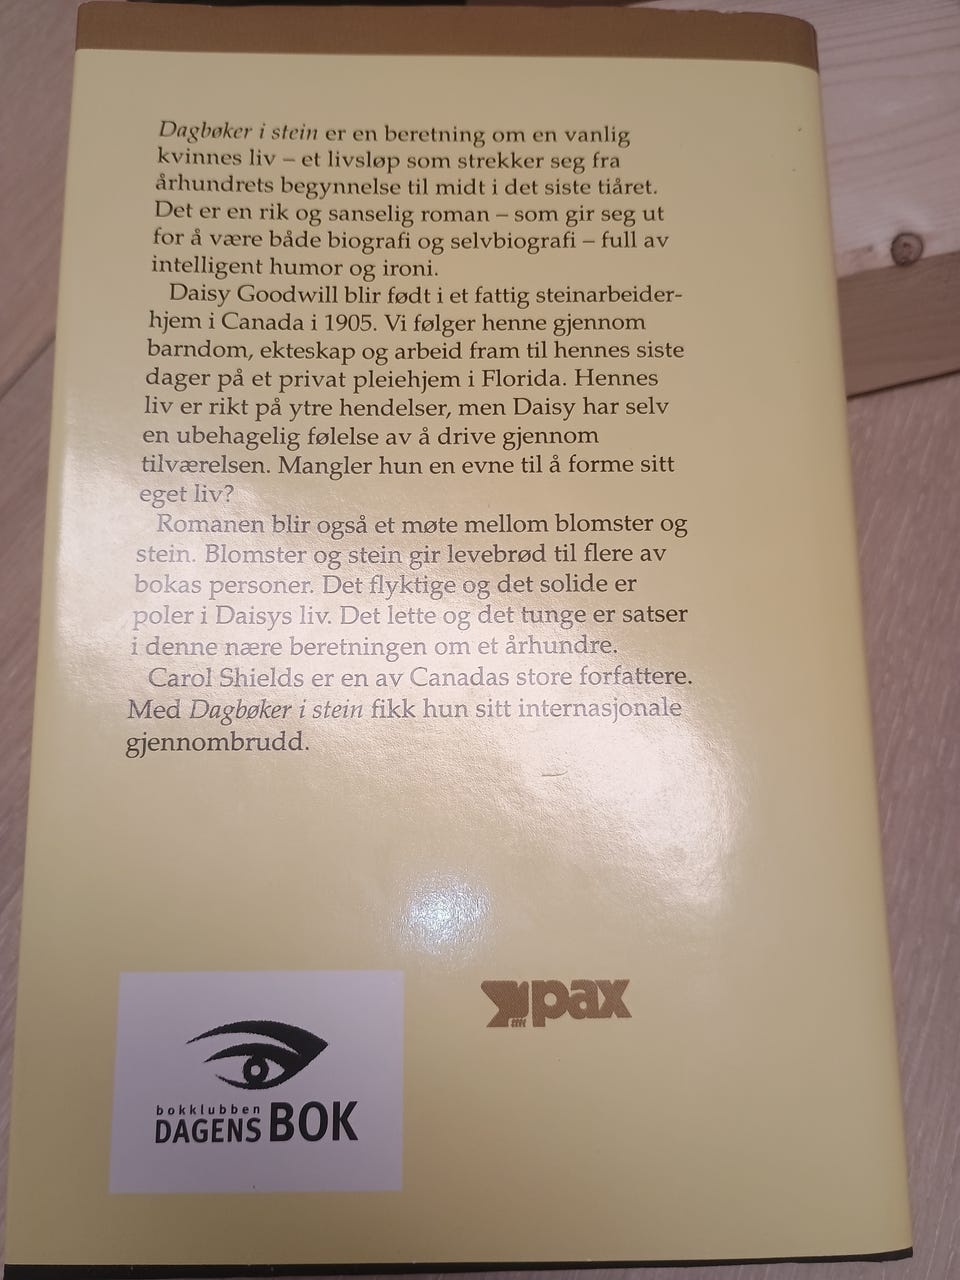 Dagbøker i stein er en beretning om en vanlig
kvinnes liv – et livsløp som strekker seg fra
århundrets begynnelse til midt i det siste tiåret.
Det er en rik og sanselig roman – som gir seg ut
for å være både biografi og selvbiografi – full av
intelligent humor og ironi.
Daisy Goodwill blir født i et fattig steinarbeider-
hjem i Canada i 1905. Vi følger henne gjennom
barndom, ekteskap og arbeid fram til hennes siste
dager på et privat pleiehjem i Florida. Hennes
liv er rikt på ytre hendelser, men Daisy har selv
en ubehagelig følelse av å drive gjennom
tilværelsen. Mangler hun en evne til å forme sitt
eget liv?
Romanen blir også et møte mellom blomster og
stein. Blomster og stein gir levebrød til flere av
bokas personer. Det flyktige og det solide er
poler i Daisys liv. Det lette og det tunge er satser
i denne nære beretningen om et århundre.
Carol Shields er en av Canadas store forfattere.
Med Dagbøker i stein fikk hun sitt internasjonale
gjennombrudd.
pax
bokklubben
DAGENS BOK